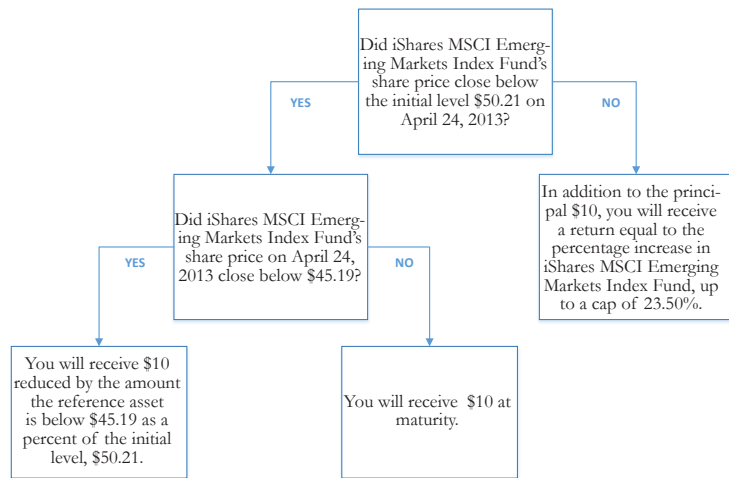 Did iShares MSCI Emerg-
ing Markets Index Fund's
share price close below
the initial level $50.21 on
April 24, 2013?
YES
NO
Did iShares MSCI Emerg-
ing Markets Index Fund's
share price on April 24,
2013 close below $45.19?
In addition to the princi-
pal $10, you will receive
a return equal to the
percentage increase in
iShares MSCI Emerging
Markets Index Fund, up
to a cap of 23.50%.
YES
NO
You will receive $10
reduced by the amount
the reference asset
is below $45.19 as a
percent of the initial
level, $50.21.
You will receive $10 at
maturity.